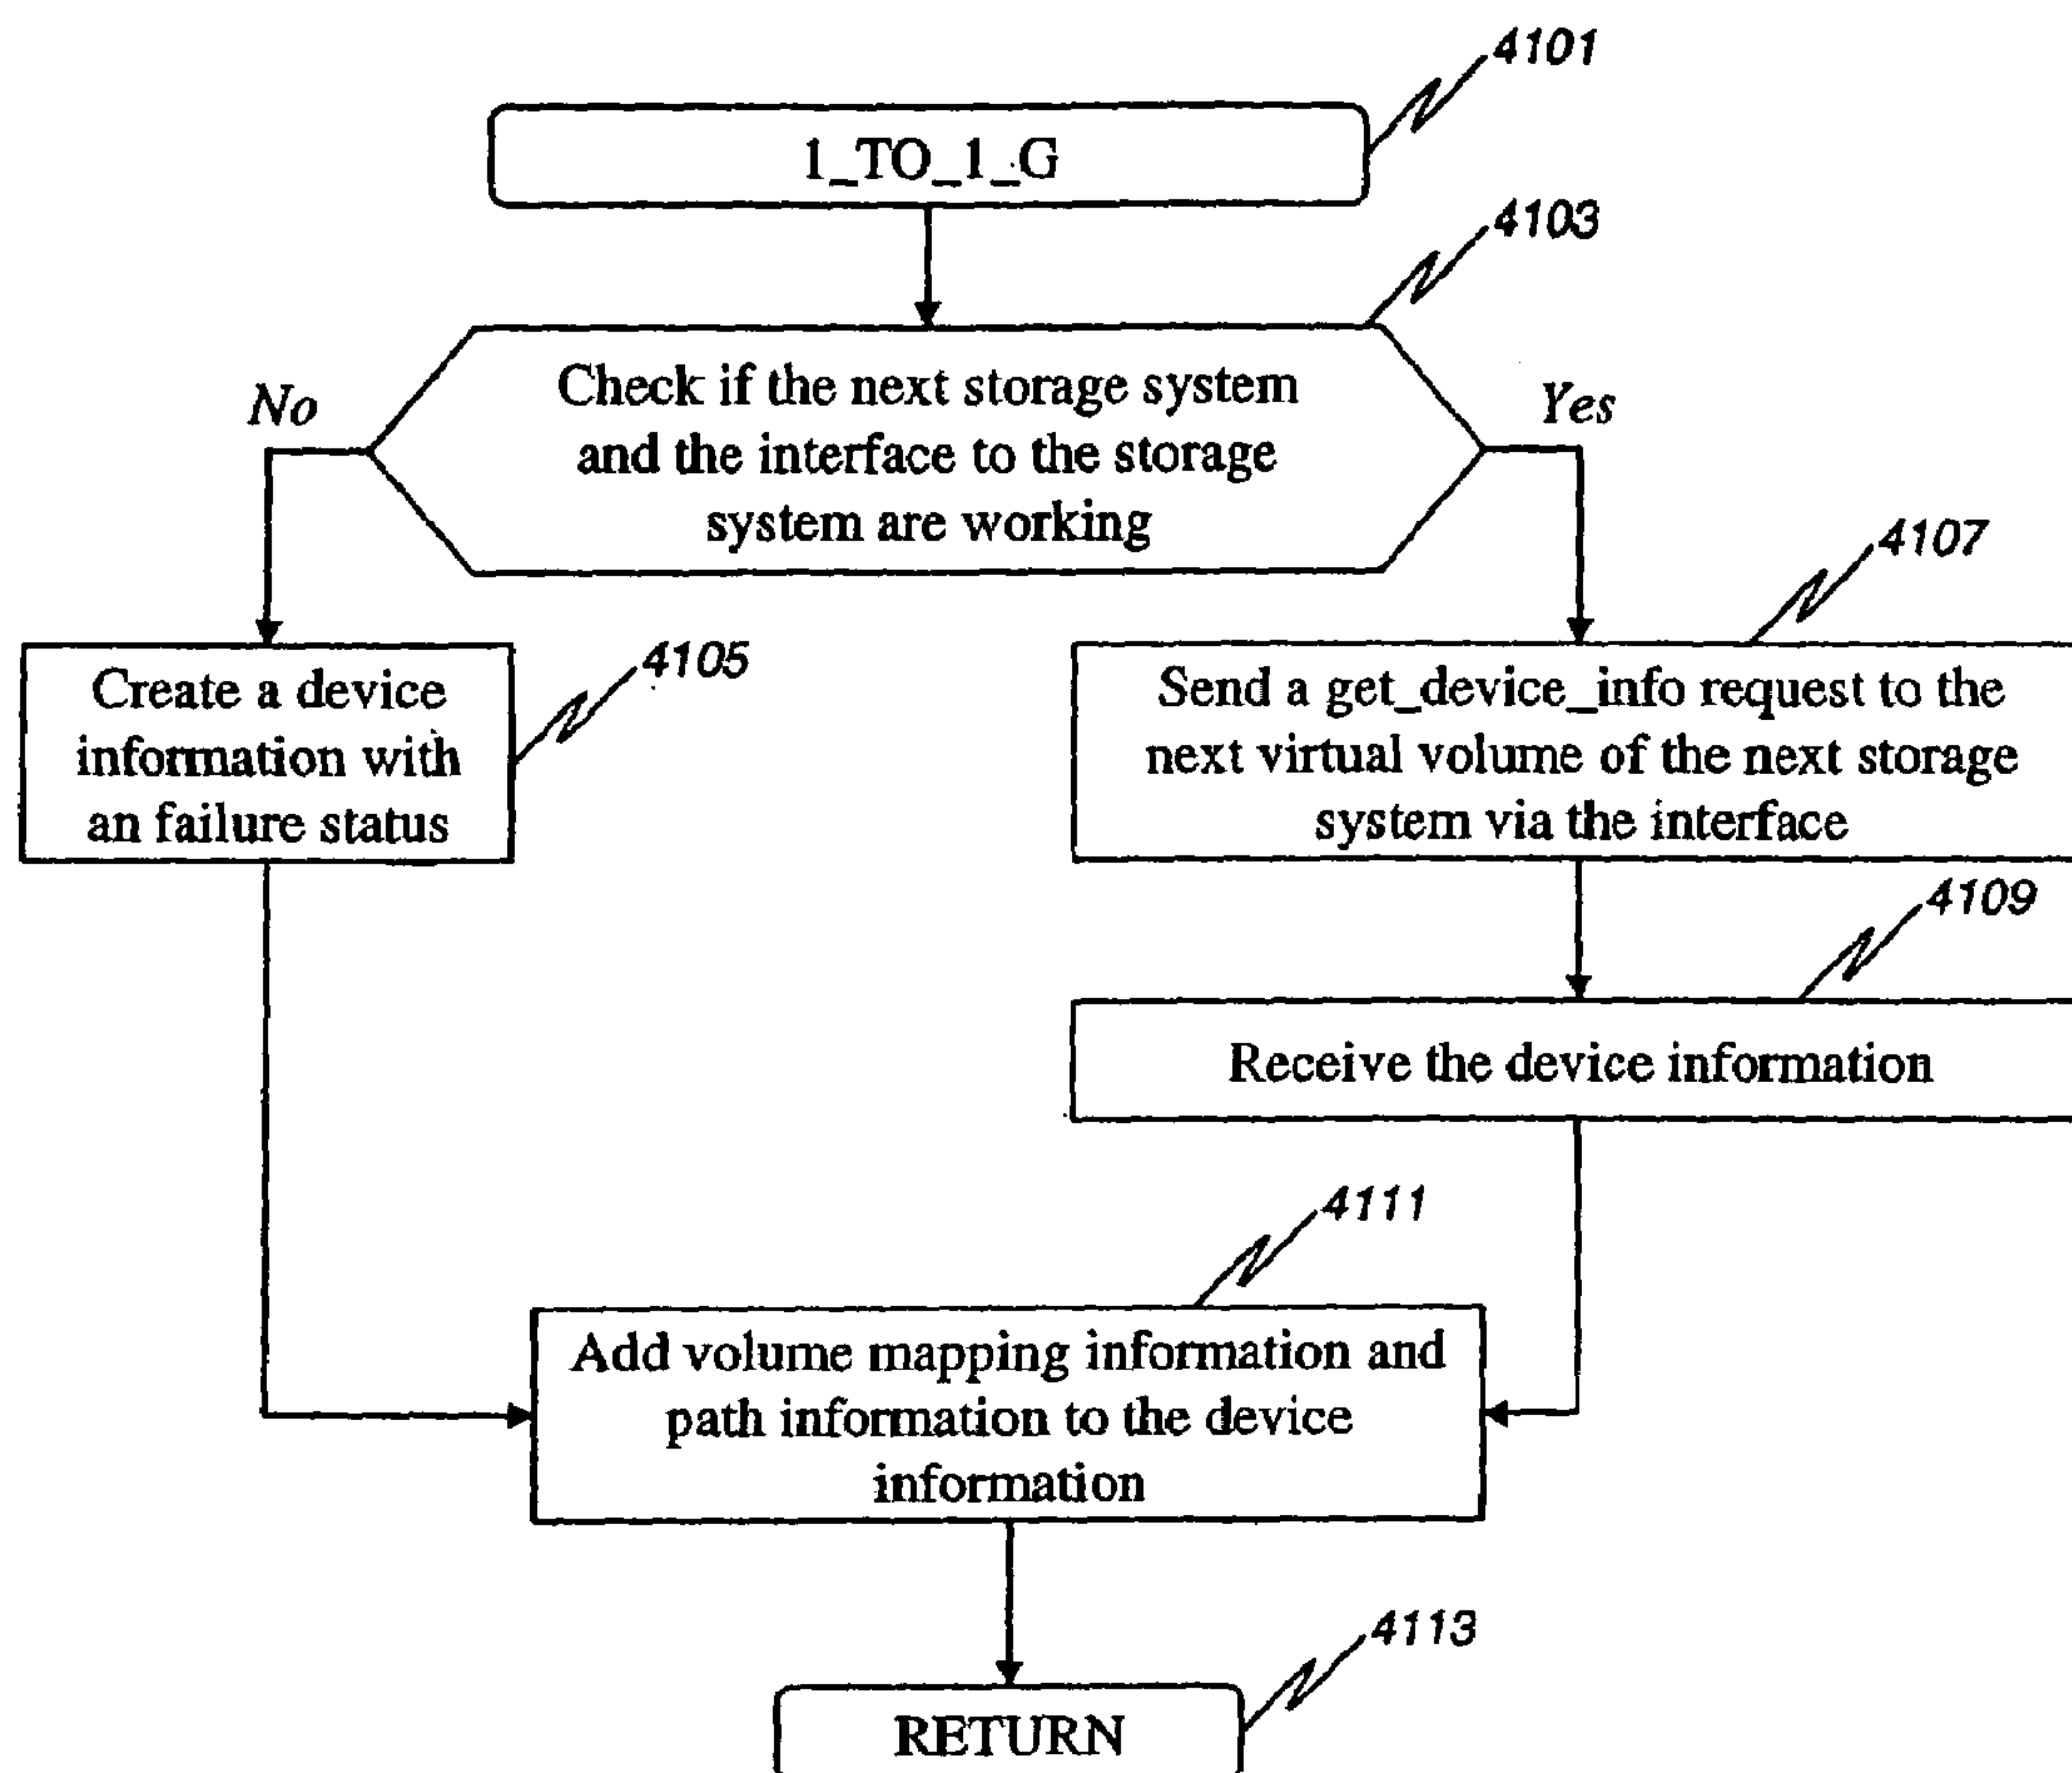 4101
1_TO_1_G
4103
Check if the next storage system
and the interface to the storage
system are working
No
Yes
4107
4105
Create a device
information with
an failure status
Send a get_device_info request to the
next virtual volume of the next storage
system via the interface
4109
Receive the device information
4111
Add volume mapping information and
path information to the device
information
4113
RETURN